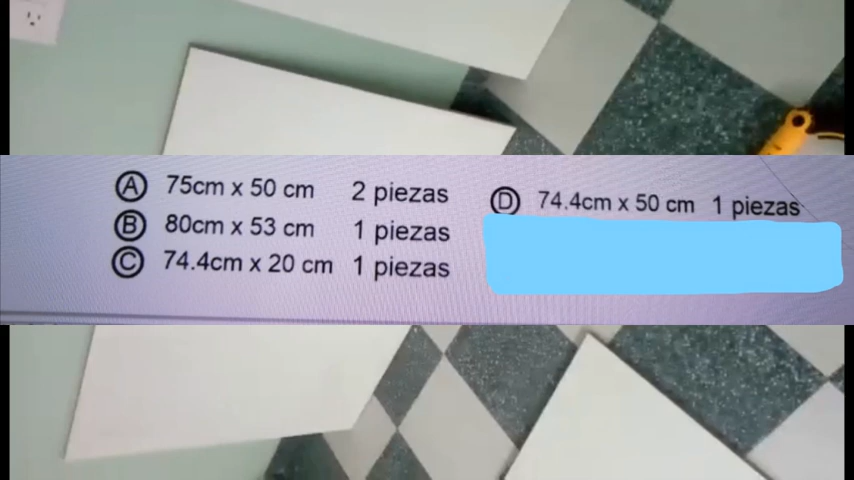 A 75cm x 50 cm 2 piezas
B 80cm x 53 cm 1 piezas
C 74.4cm x 20 cm 1 piezas
D 74.4cm x 50 cm 1 piezas